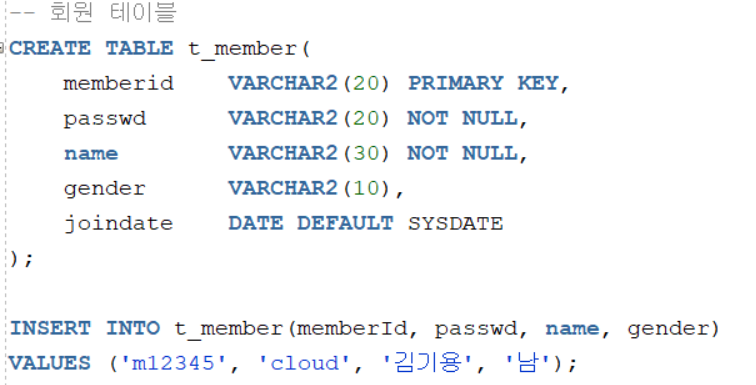 -- 회원 테이블
CREATE TABLE t_member(
    memberid    VARCHAR2(20) PRIMARY KEY,
    passwd      VARCHAR2(20) NOT NULL,
    name        VARCHAR2(30) NOT NULL,
    gender      VARCHAR2(10),
    joindate    DATE DEFAULT SYSDATE
);
INSERT INTO t_member(memberId, passwd, name, gender)
VALUES ('m12345', 'cloud', '김기용', '남');